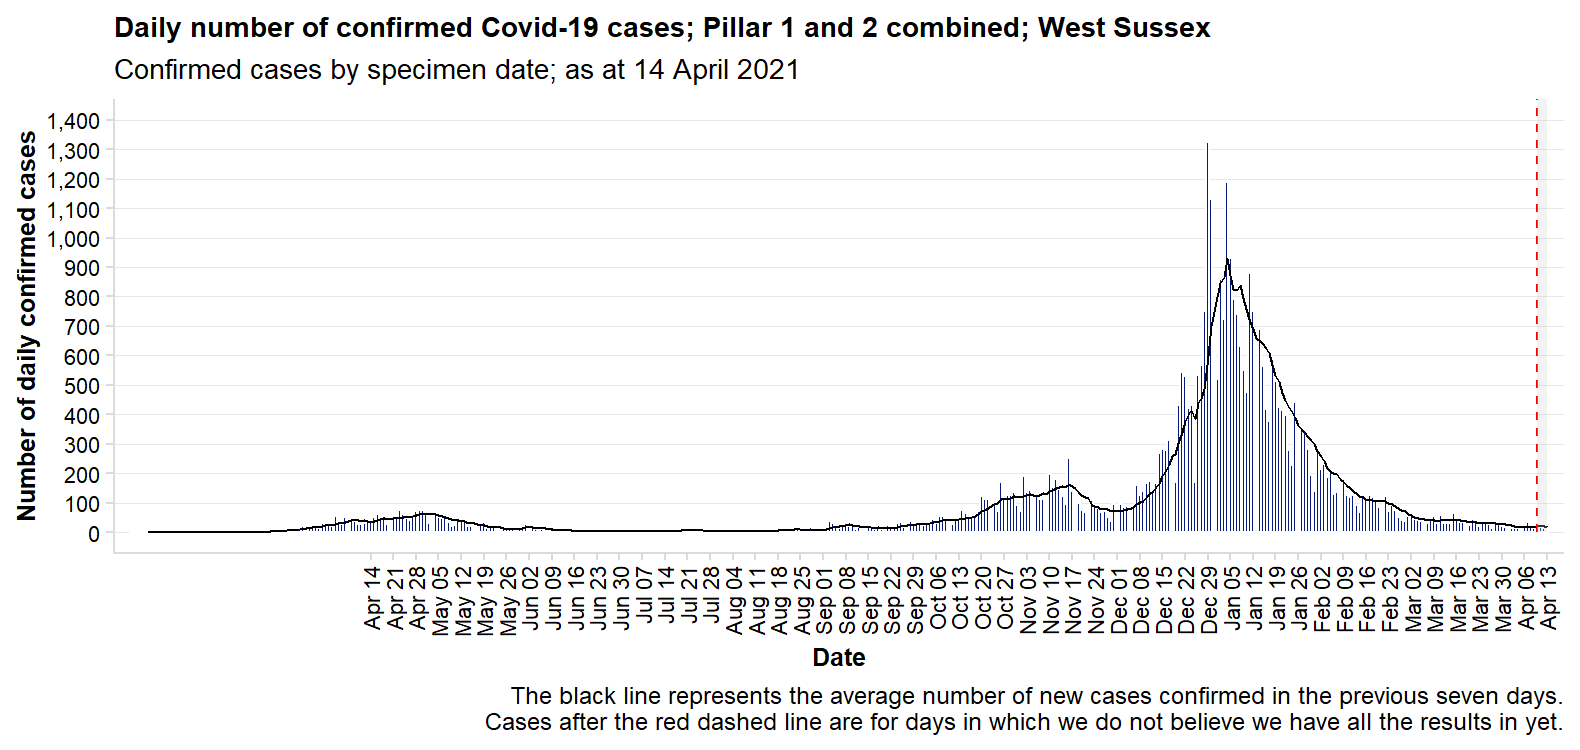 Daily number of confirmed Covid-19 cases; Pillar 1 and 2 combined; West Sussex
Confirmed cases by specimen date; as at 14 April 2021
Number of daily confirmed cases
1,400
1,300
1,200
1,100
1,000
900
800
700
600
500
400
300
200
100
0
Apr 14
Apr 21
Apr 28
May 05
May 12
May 19
May 26
Jun 02
Jun 09
Jun 16
Jun 23
Jun 30
Jul 07
Jul 14
Jul 21
Jul 28
Aug 04
Aug 11
Aug 18
Aug 25
Sep 01
Sep 08
Sep 15
Sep 22
Sep 29
Oct 06
Oct 13
Oct 20
Oct 27
Nov 03
Nov 10
Nov 17
Nov 24
Dec 01
Dec 08
Dec 15
Dec 22
Dec 29
Jan 05
Jan 12
Jan 19
Jan 26
Feb 02
Feb 09
Feb 16
Feb 23
Mar 02
Mar 09
Mar 16
Mar 23
Mar 30
Apr 06
Apr 13
Date
The black line represents the average number of new cases confirmed in the previous seven days.
Cases after the red dashed line are for days in which we do not believe we have all the results in yet.